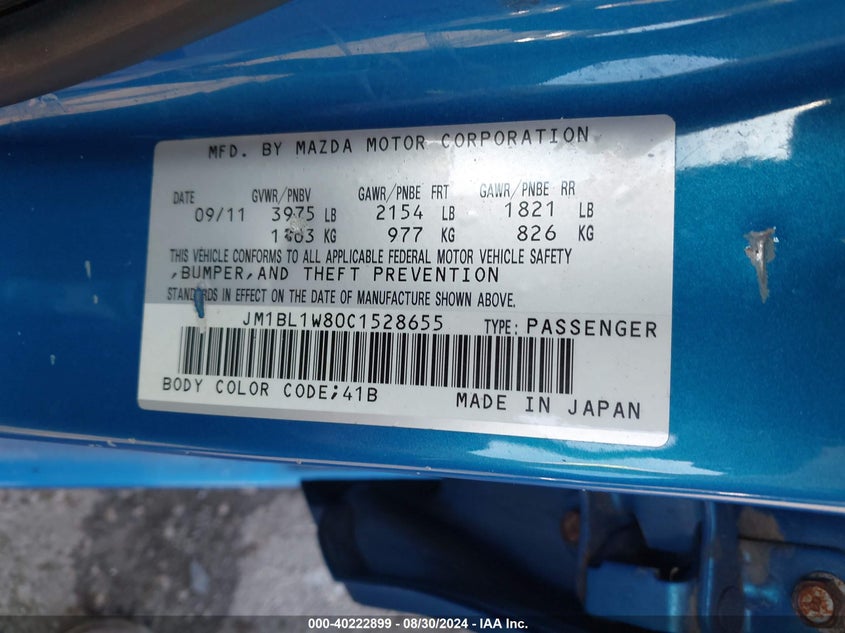 MFD. BY MAZDA MOTOR CORPORATION
DATE GVWR/PNBV GAWR/PNBE FRT GAWR/PNBE RR
09/11 3975 LB 2154 LB 1821 LB
KG 977 KG 826 KG
THIS VEHICLE CONFORMS TO ALL APPLICABLE FEDERAL MOTOR VEHICLE SAFETY
,BUMPER,AND THEFT PREVENTION
STANDARDS IN EFFECT ON THE DATE OF MANUFACTURE SHOWN ABOVE.
JM1BL1W80C1528655 TYPE: PASSENGER
BODY COLOR CODE;41B MADE IN JAPAN
000-40222899 - 08/30/2024 - IAA Inc.